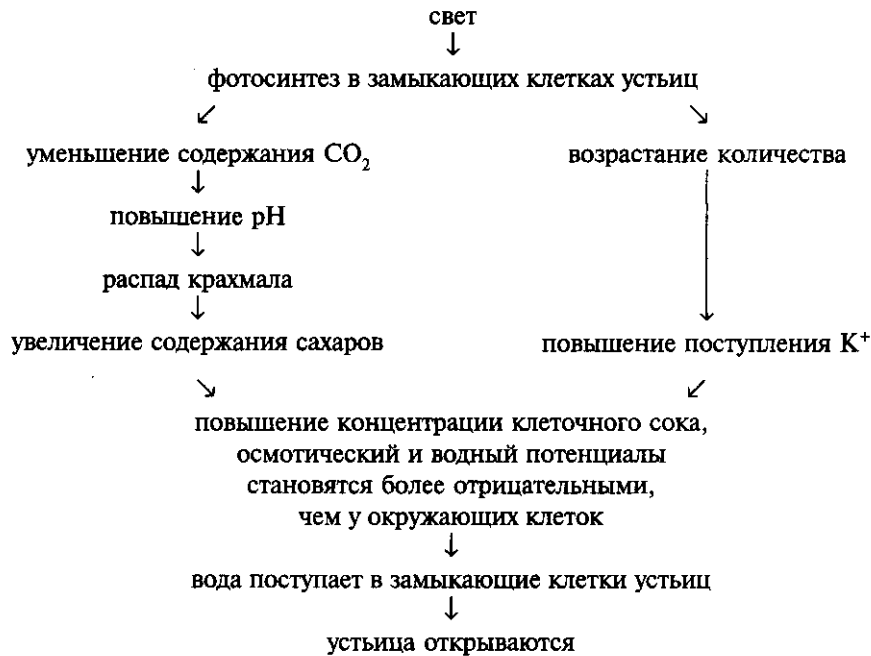 свет
↓
фотосинтез в замыкающих клетках устьиц
↙ ↘
уменьшение содержания CO₂ возрастание количества
↓
повышение pH
↓
распад крахмала
↓ ↓
увеличение содержания сахаров повышение поступления K⁺
↘ ↙
повышение концентрации клеточного сока,
осмотический и водный потенциалы
становятся более отрицательными,
чем у окружающих клеток
↓
вода поступает в замыкающие клетки устьиц
↓
устьица открываются